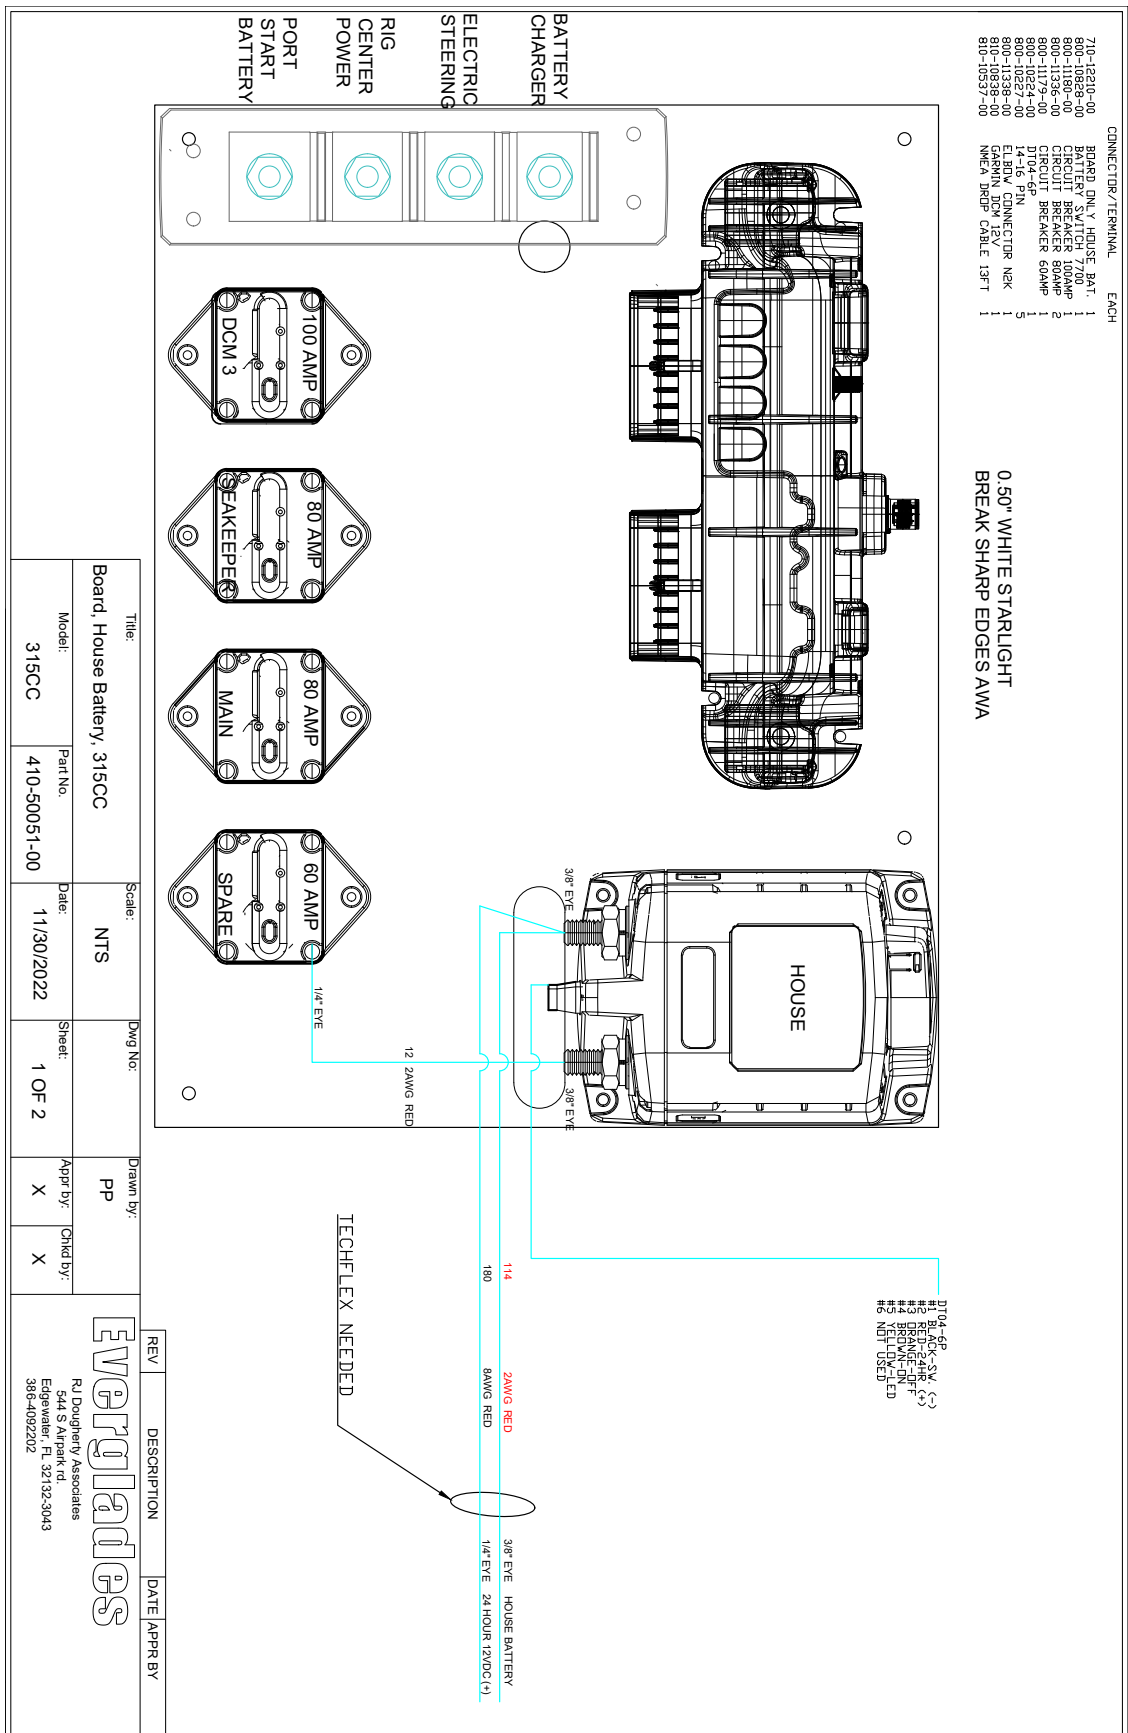 CONNECTOR/TERMINAL EACH
710-12210-00 BOARD ONLY HOUSE BAT. 1
800-10828-00 BATTERY SWITCH 7700 1
800-11180-00 CIRCUIT BREAKER 100AMP 1
800-11336-00 CIRCUIT BREAKER 80AMP 2
800-11179-00 CIRCUIT BREAKER 60AMP 1
800-10224-00 DT04-6P 1
800-10227-00 14-16 PIN 5
800-11338-00 ELBOW CONNECTOR N2K 1
810-10838-00 GARMIN DCM 12V 1
810-10537-00 NMEA DROP CABLE 13FT 1
0.50" WHITE STARLIGHT
BREAK SHARP EDGES AWA
BATTERY
CHARGER
ELECTRIC
STEERING
RIG
CENTER
POWER
PORT
START
BATTERY
100 AMP
DCM 3
80 AMP
SEAKEEPER
80 AMP
MAIN
60 AMP
SPARE
HOUSE
3/8" EYE
3/8" EYE
1/4" EYE
12 2AWG RED
DT04-6P
#1 BLACK-SW. (-)
#2 RED-24HR (+)
#3 ORANGE-OFF
#4 BROWN-ON
#5 YELLOW-LED
#6 NOT USED
114 2AWG RED 3/8" EYE HOUSE BATTERY
180 8AWG RED 1/4" EYE 24 HOUR 12VDC (+)
TECHFLEX NEEDED
REV DESCRIPTION DATE APPR BY
Title:
Board, House Battery, 315CC
Scale:
NTS
Dwg No:
Drawn by:
PP
Model:
315CC
Part No.
410-50051-00
Date:
11/30/2022
Sheet:
1 OF 2
Appr by:
X
Chkd by:
X
Everglades
RJ Dougherty Associates
544 S Airpark rd.
Edgewater, FL 32132-3043
386-4092202